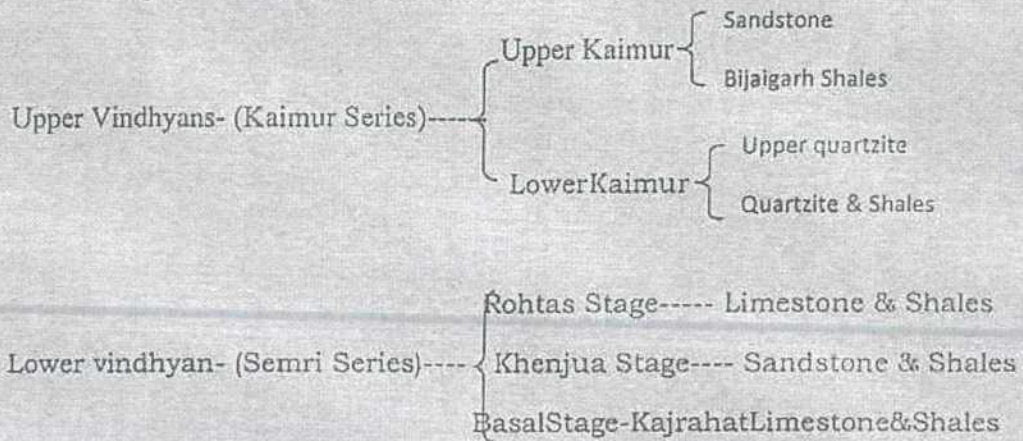 Sandstone
Upper Kaimur
Bijaigarh Shales
Upper Vindhyans- (Kaimur Series)-----
Upper quartzite
LowerKaimur
Quartzite & Shales
Rohtas Stage----- Limestone & Shales
Lower vindhyan- (Semri Series)---- Khenjua Stage---- Sandstone & Shales
BasalStage-KajrahatLimestone&Shales